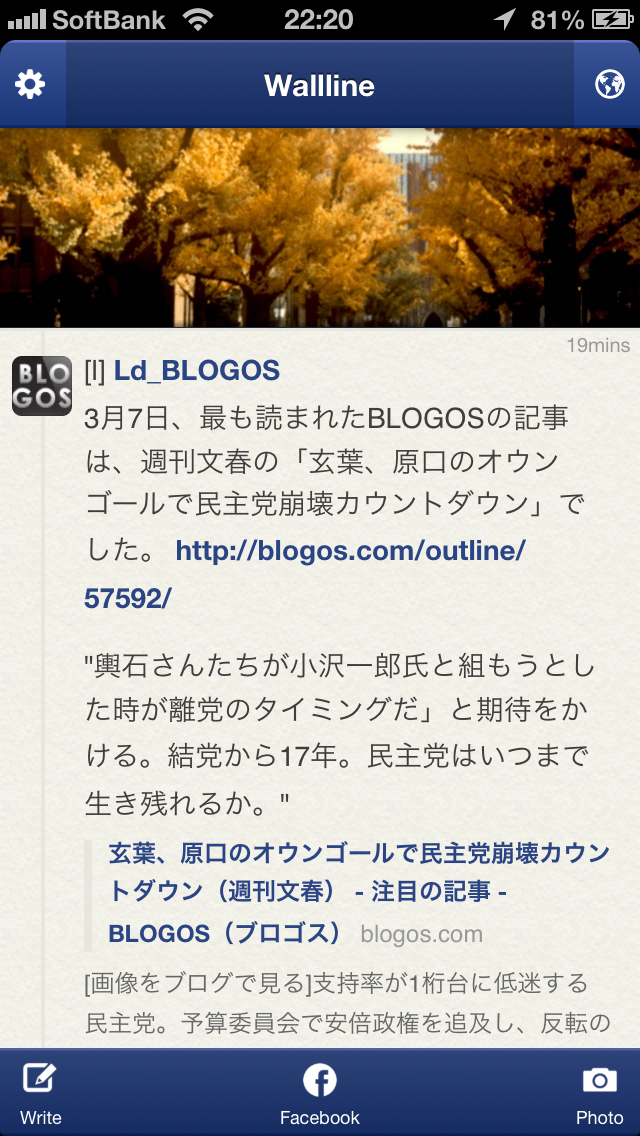 SoftBank 22:20 81%
Wallline
19mins
BLO
GOS
[l] Ld_BLOGOS
3月7日、最も読まれたBLOGOSの記事
は、週刊文春の「玄葉、原口のオウン
ゴールで民主党崩壊カウントダウン」で
した。 http://blogos.com/outline/
57592/
"輿石さんたちが小沢一郎氏と組もうとし
た時が離党のタイミングだ」と期待をか
ける。結党から17年。民主党はいつまで
生き残れるか。"
玄葉、原口のオウンゴールで民主党崩壊カウン
トダウン（週刊文春） - 注目の記事 -
BLOGOS（ブロゴス） blogos.com
[画像をブログで見る]支持率が1桁台に低迷する
民主党。予算委員会で安倍政権を追及し、反転の
Write Facebook Photo